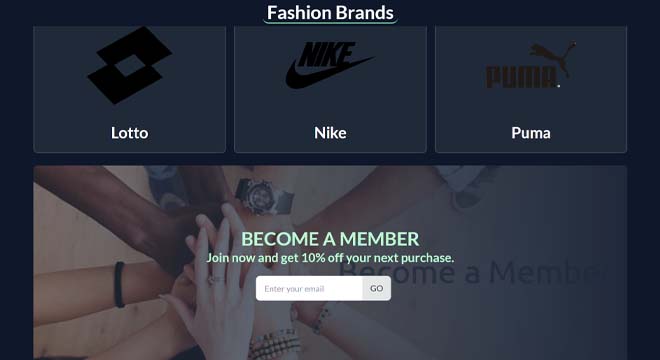 Fashion Brands
NIKE
PUMA
Lotto
Nike
Puma
BECOME A MEMBER
Join now and get 10% off your next purchase.
Become a Member
Enter your email
GO